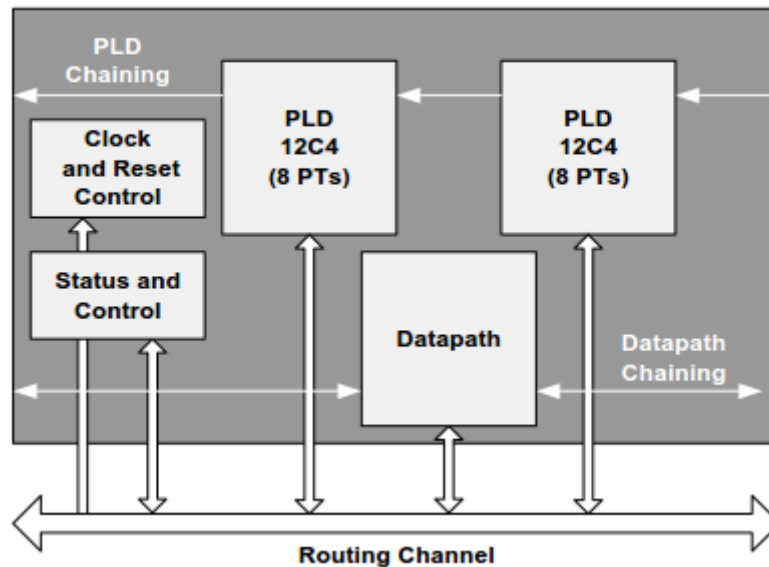 PLD
Chaining
PLD
12C4
(8 PTs)
PLD
12C4
(8 PTs)
Clock
and Reset
Control
Status and
Control
Datapath
Datapath
Chaining
Routing Channel